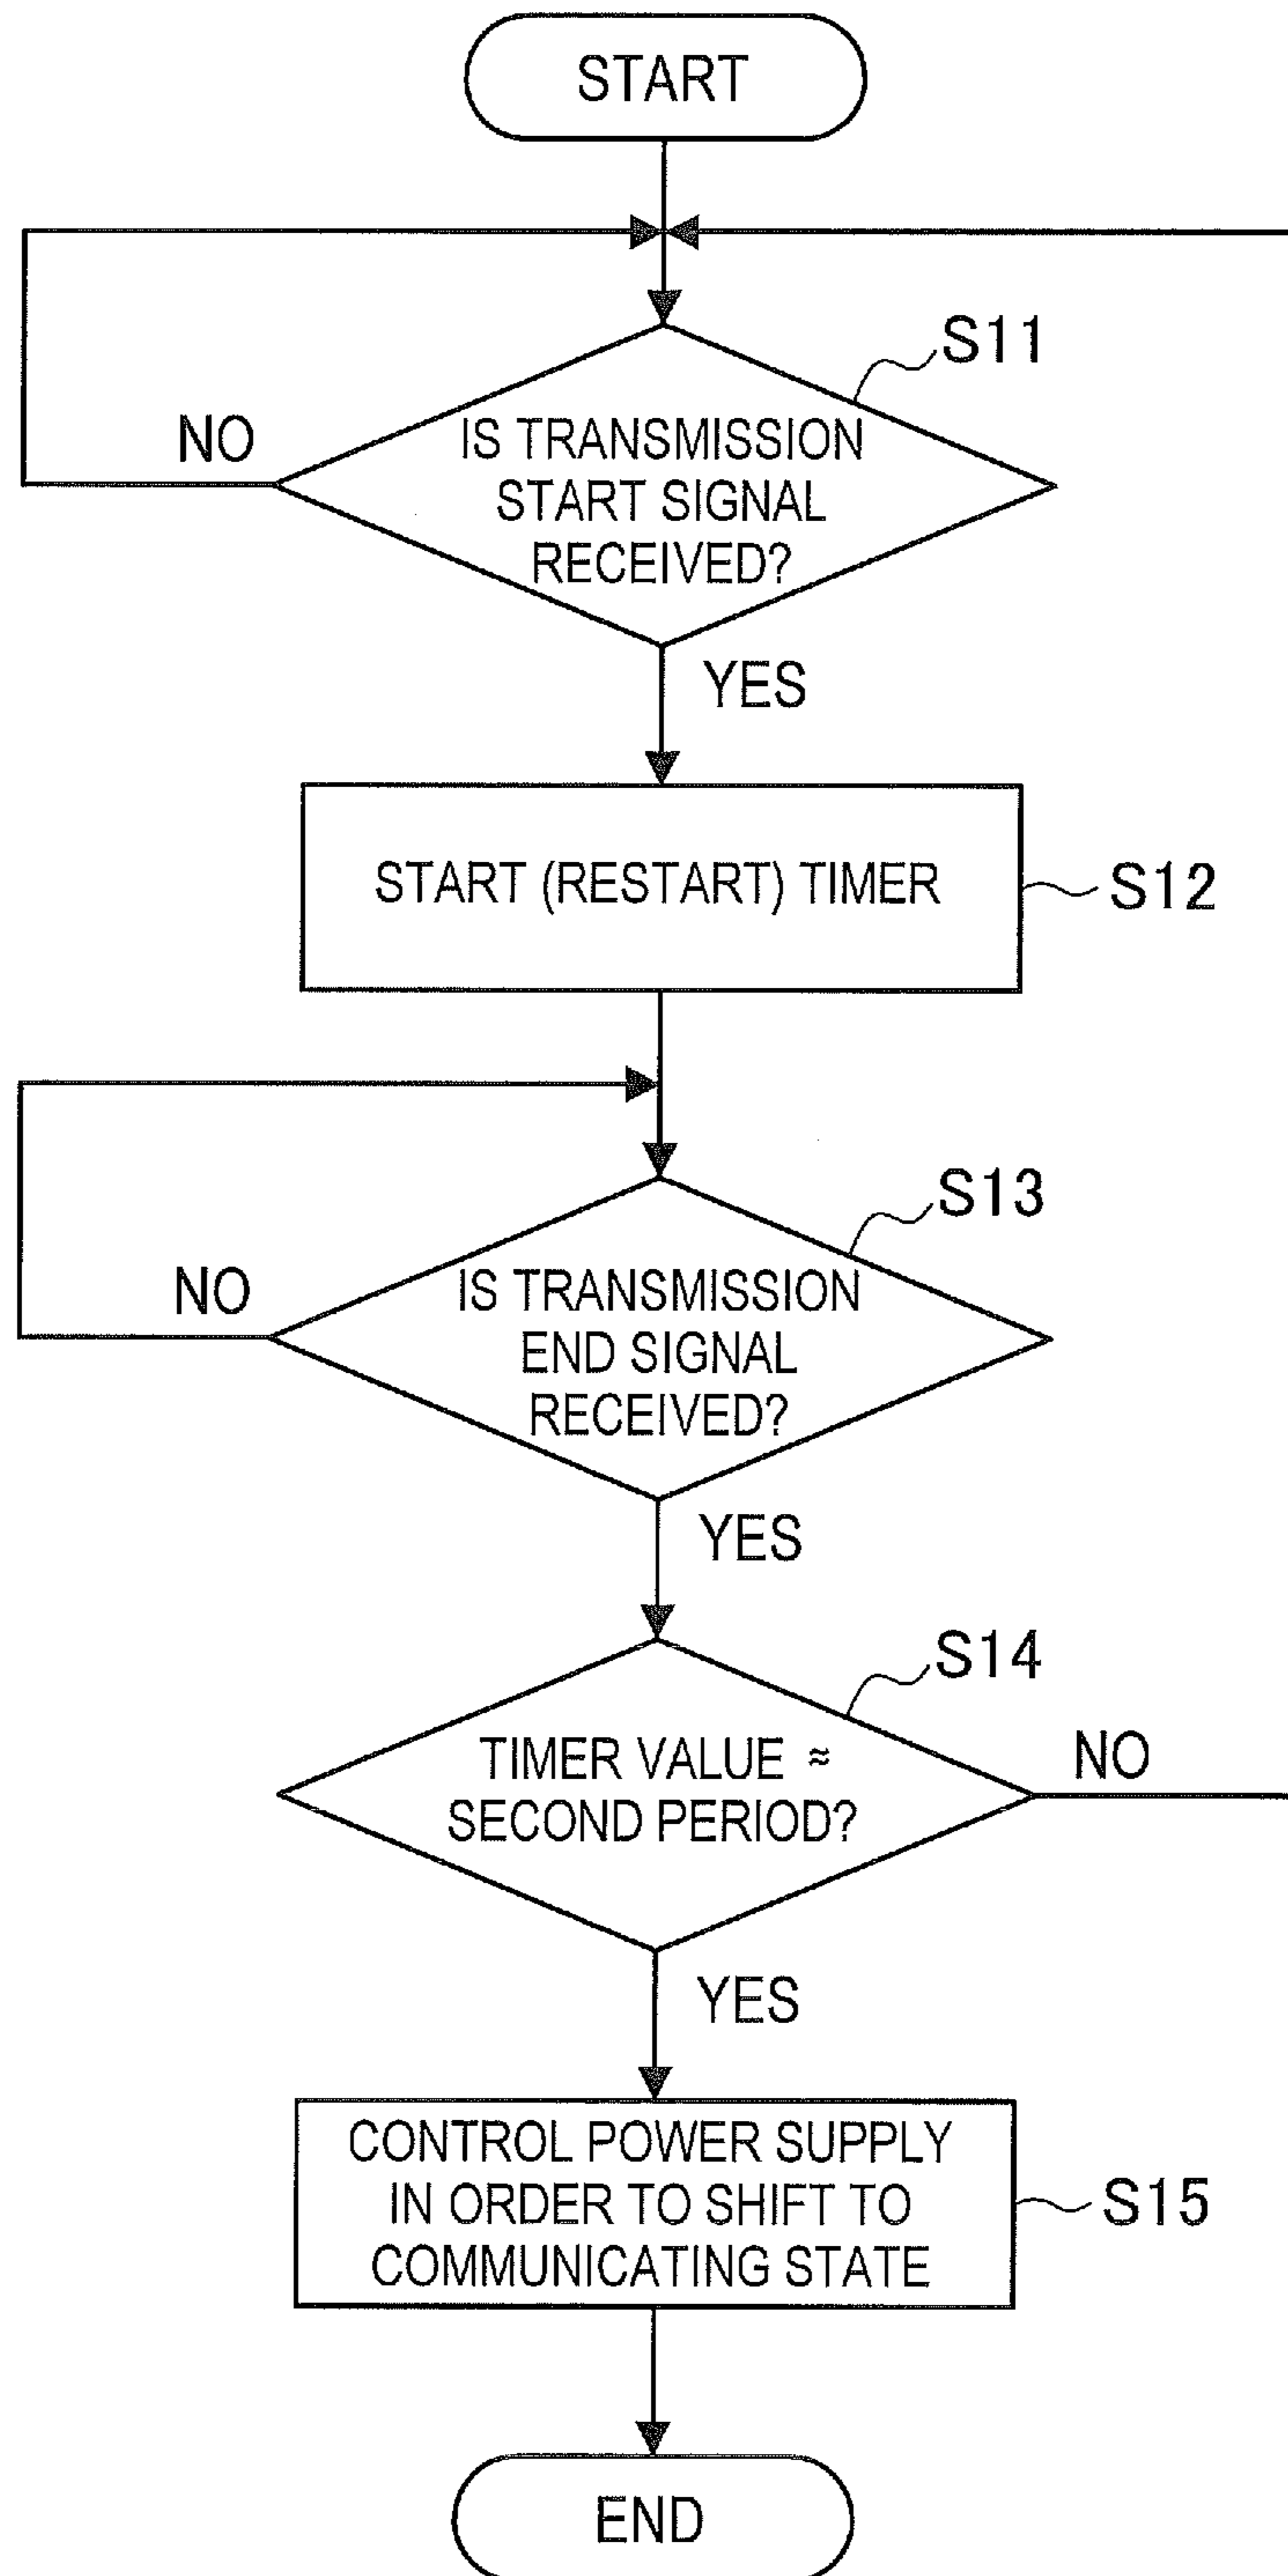 START
S11
NO
IS TRANSMISSION
START SIGNAL
RECEIVED?
YES
START (RESTART) TIMER
S12
S13
NO
IS TRANSMISSION
END SIGNAL
RECEIVED?
YES
S14
TIMER VALUE ≈
SECOND PERIOD?
NO
YES
CONTROL POWER SUPPLY
IN ORDER TO SHIFT TO
COMMUNICATING STATE
S15
END